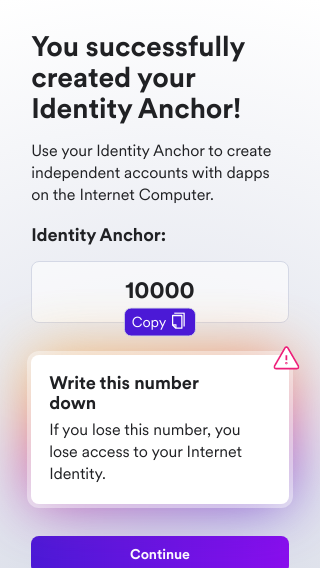 You successfully
created your
Identity Anchor!
Use your Identity Anchor to create
independent accounts with dapps
on the Internet Computer.
Identity Anchor:
10000
Copy
Write this number
down
If you lose this number, you
lose access to your Internet
Identity.
Continue